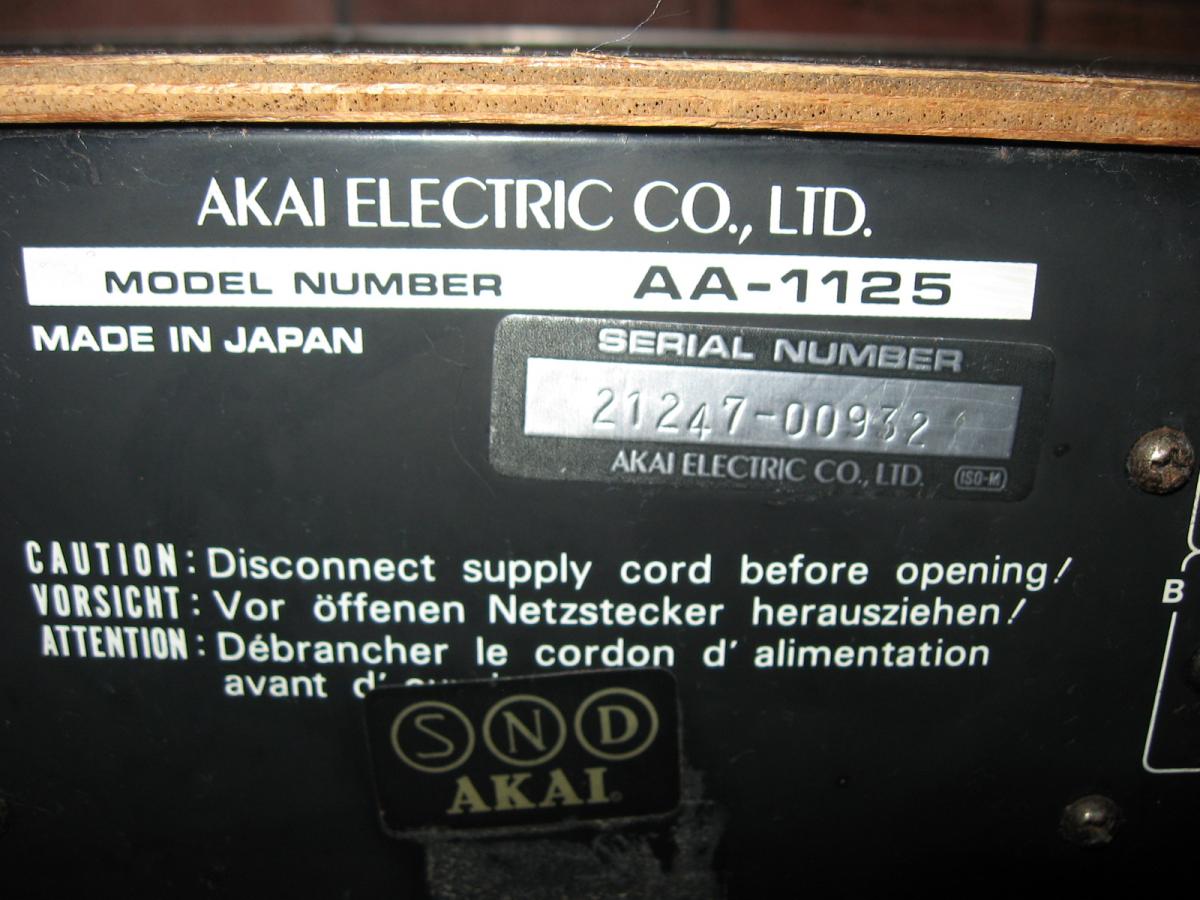 AKAI ELECTRIC CO., LTD.
MODEL NUMBER AA-1125
MADE IN JAPAN
SERIAL NUMBER
21247-00932
AKAI ELECTRIC CO., LTD. ISO-M
CAUTION: Disconnect supply cord before opening!
VORSICHT: Vor öffenen Netzstecker herausziehen!
ATTENTION: Débrancher le cordon d'alimentation
avant
B
SND
AKAI